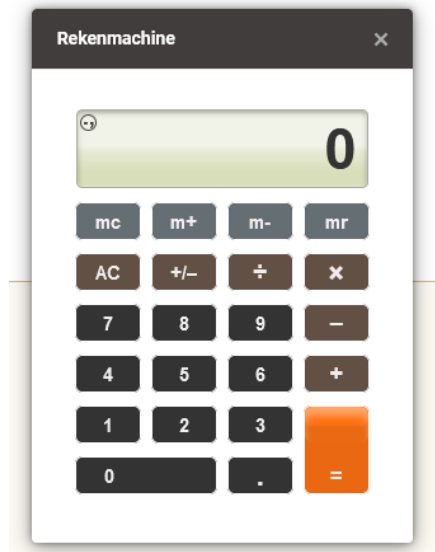 Rekenmachine ×
0
mc m+ m- mr
AC +/– ÷ ×
7 8 9 –
4 5 6 +
1 2 3
0 . =